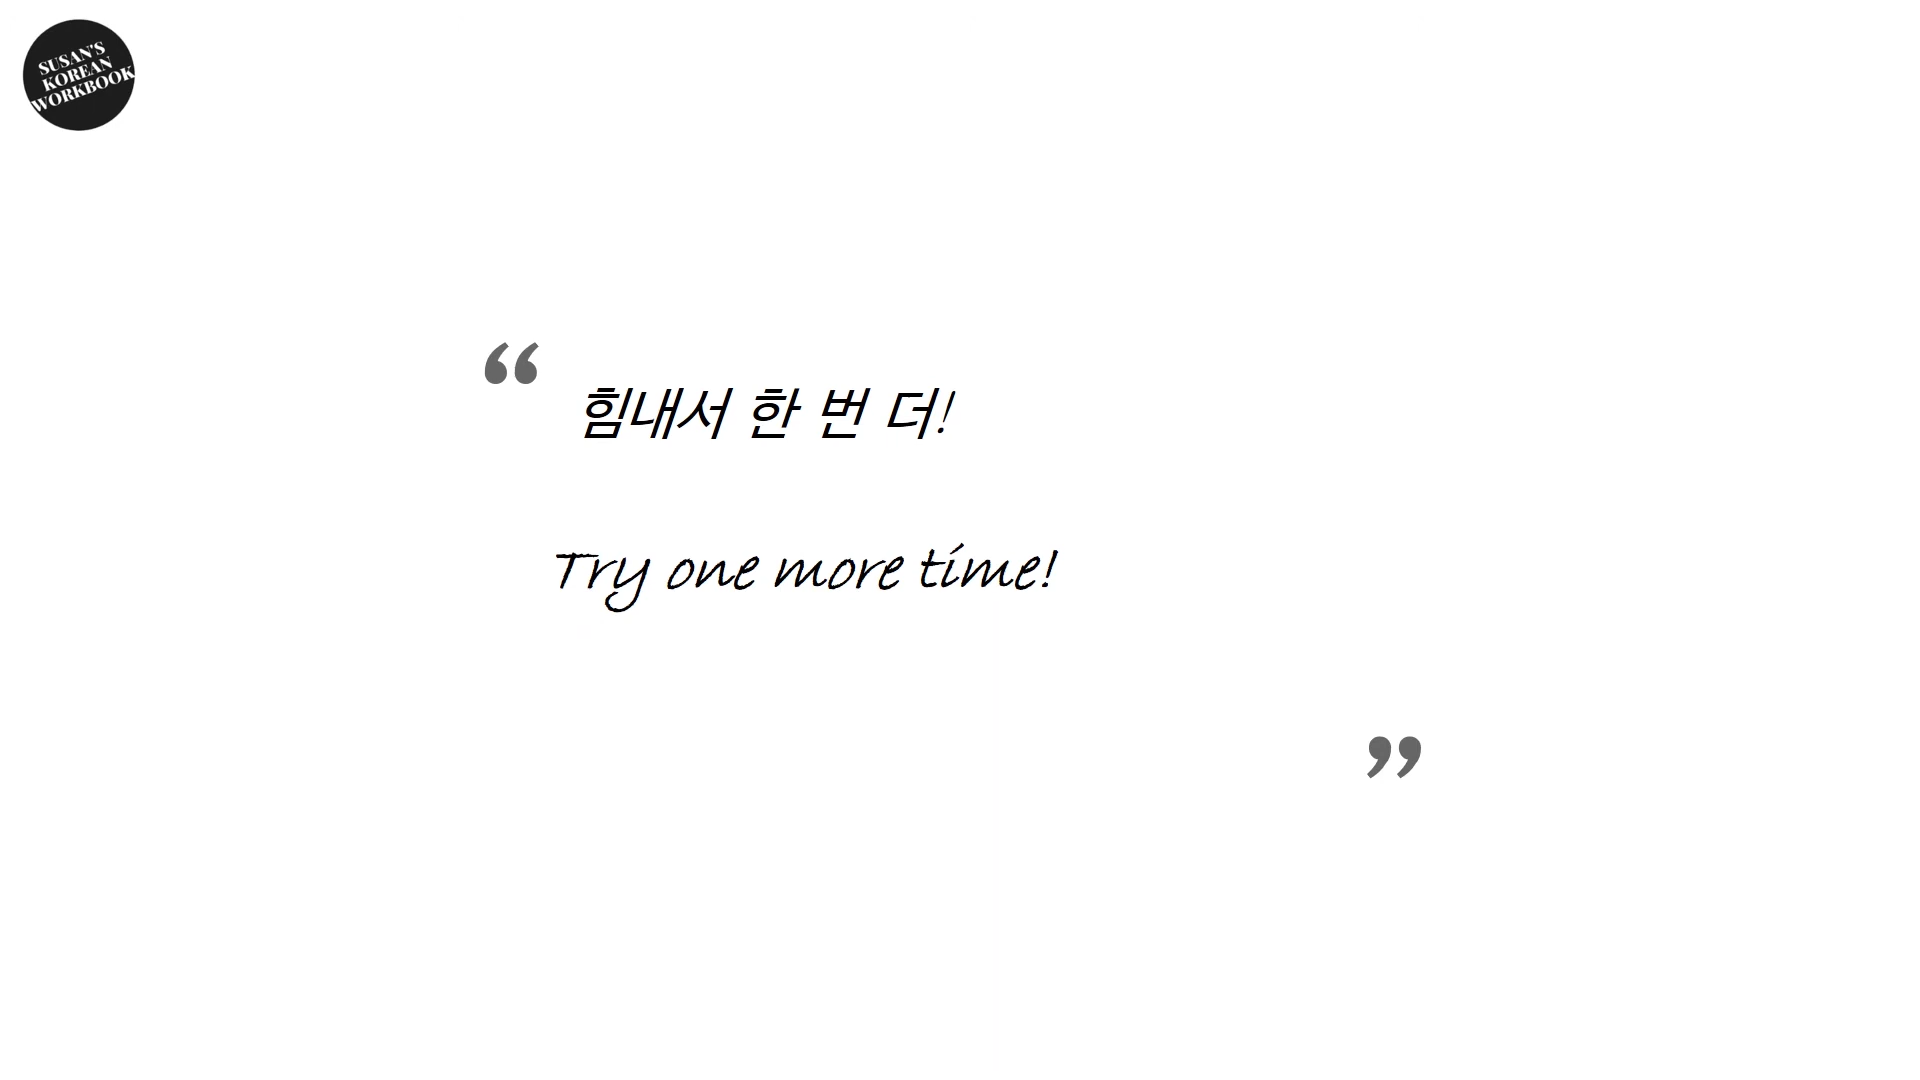 SUSAN'S
KOREAN
WORKBOOK
“ 힘내서 한 번 더!
Try one more time!
”